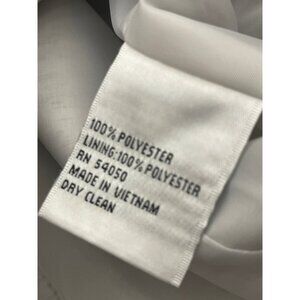 100% POLYESTER
LINING:100% POLYESTER
RN 54050
MADE IN VIETNAM
DRY CLEAN